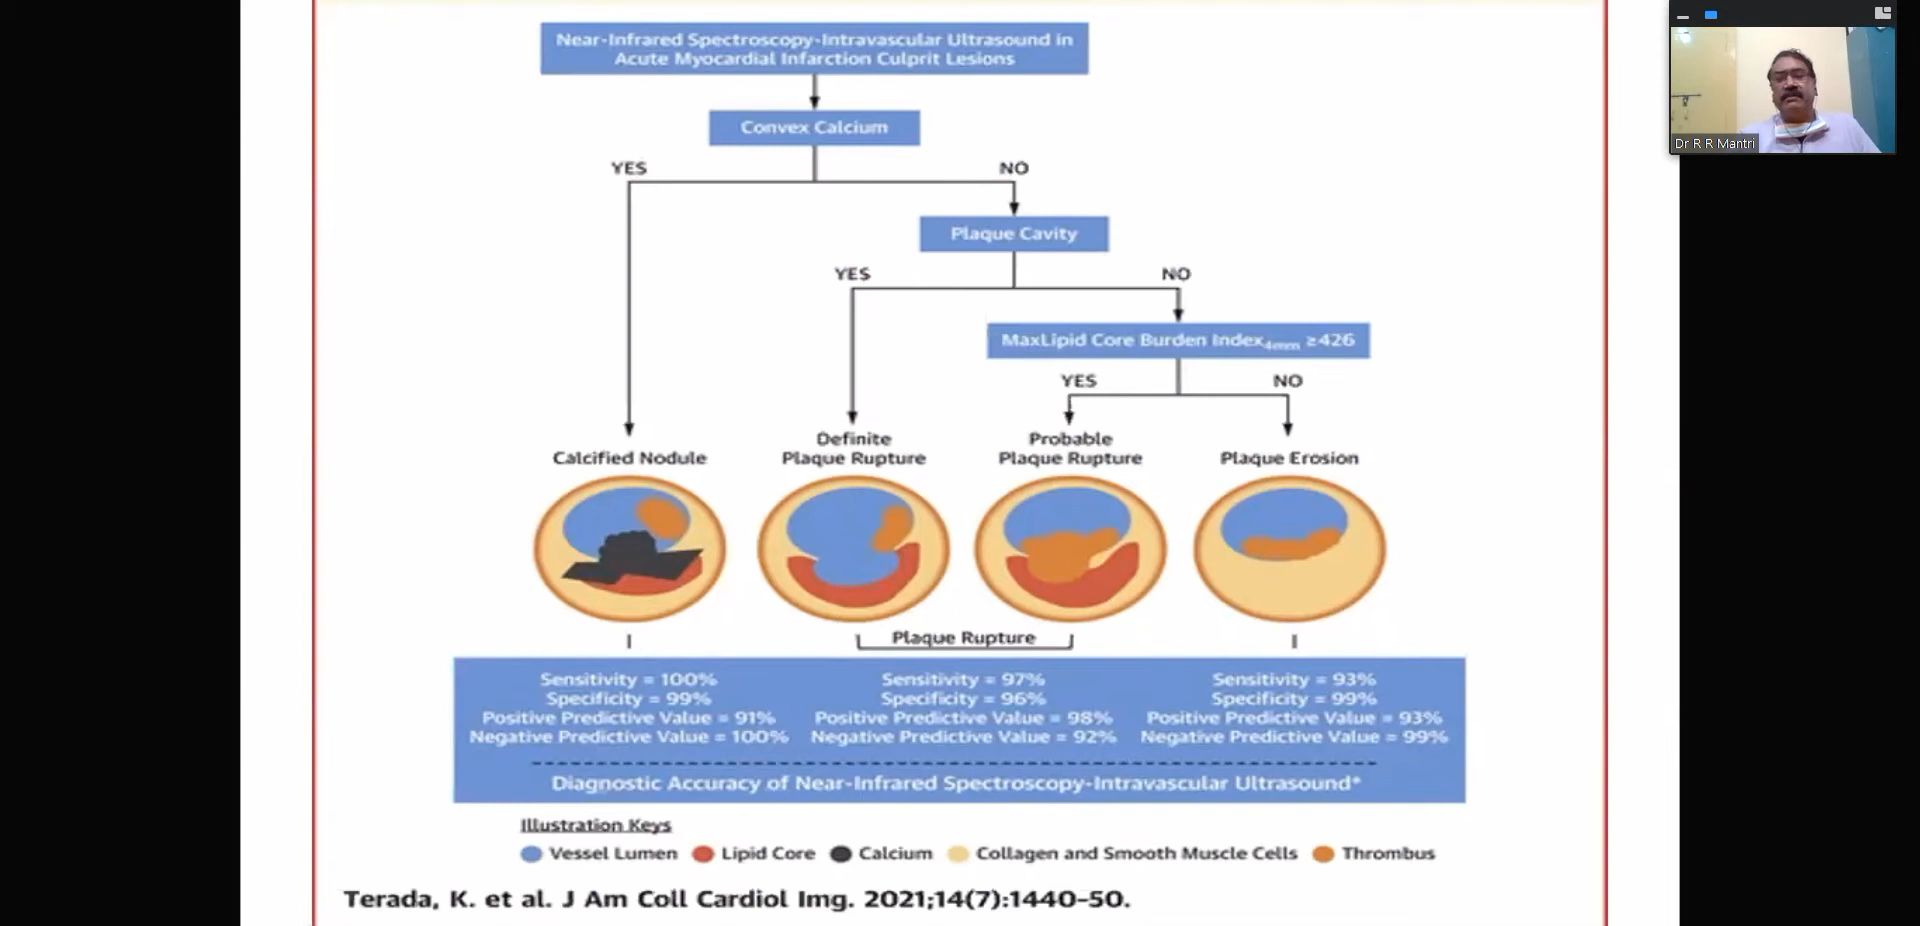 Near-Infrared Spectroscopy-Intravascular Ultrasound in
Acute Myocardial Infarction Culprit Lesions
Convex Calcium
YES
NO
Plaque Cavity
YES
NO
MaxLipid Core Burden Index4mm ≥426
YES
NO
Calcified Nodule
Definite
Plaque Rupture
Probable
Plaque Rupture
Plaque Erosion
Plaque Rupture
Sensitivity = 100%
Specificity = 99%
Positive Predictive Value = 91%
Negative Predictive Value = 100%
Sensitivity = 97%
Specificity = 96%
Positive Predictive Value = 98%
Negative Predictive Value = 92%
Sensitivity = 93%
Specificity = 99%
Positive Predictive Value = 93%
Negative Predictive Value = 99%
Diagnostic Accuracy of Near-Infrared Spectroscopy-Intravascular Ultrasound*
Illustration Keys
Vessel Lumen
Lipid Core
Calcium
Collagen and Smooth Muscle Cells
Thrombus
Terada, K. et al. J Am Coll Cardiol Img. 2021;14(7):1440-50.
Dr R R Mantri